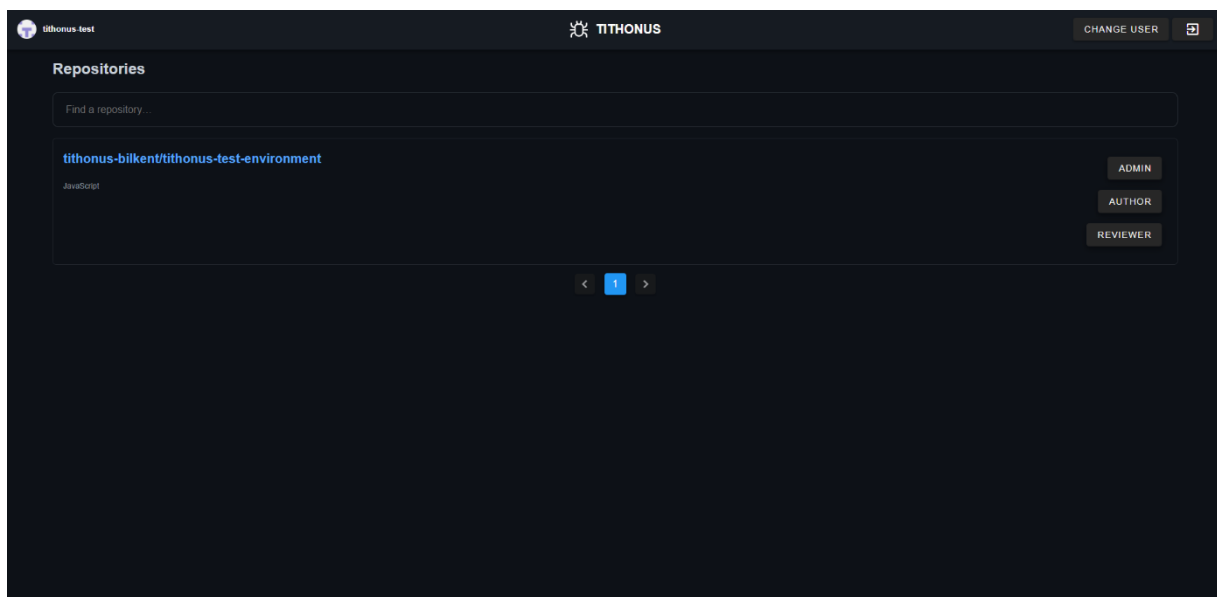 tithonus-test
TITHONUS
CHANGE USER
Repositories
Find a repository...
tithonus-bilkent/tithonus-test-environment
JavaScript
ADMIN
AUTHOR
REVIEWER
1